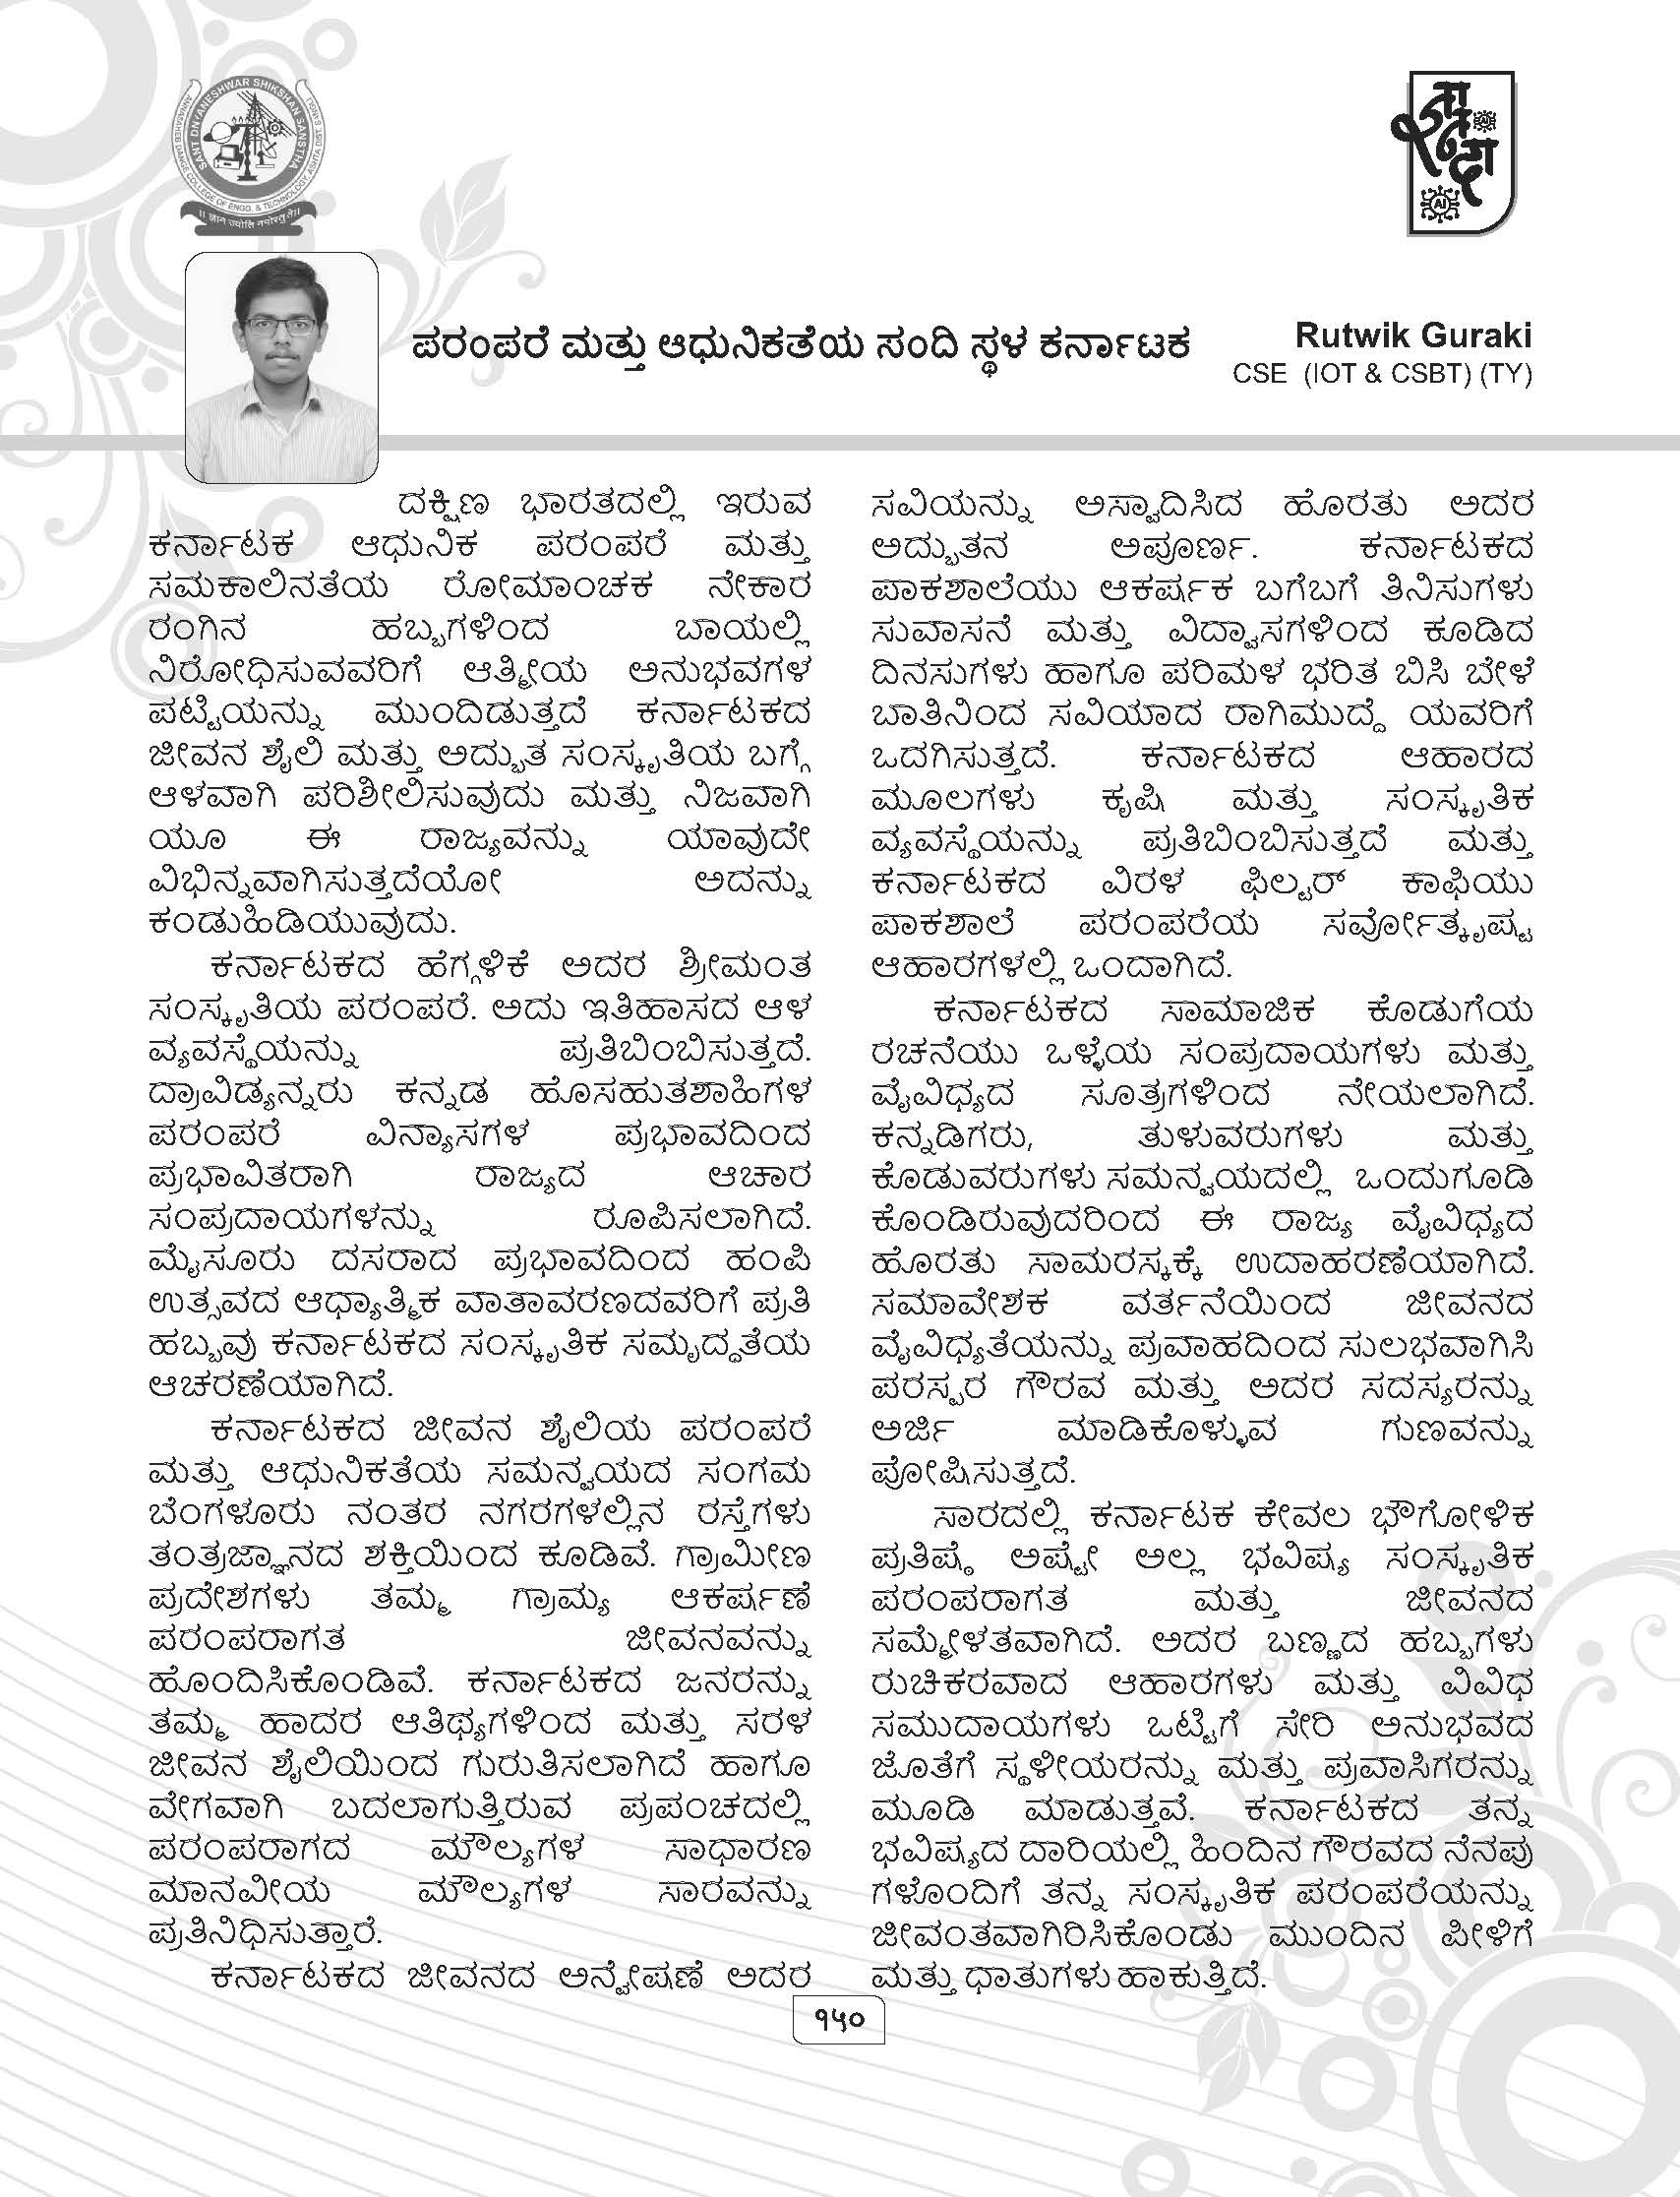 SANT DNYANESHWAR SHIKSHAN SANSTHA
ANNASAHEB DANGE COLLEGE OF ENGG. & TECHNOLOGY, ASHTA DIST. SANGLI
AI
AI
ಪರಂಪರೆ ಮತ್ತು ಆಧುನಿಕತೆಯ ಸಂದಿ ಸ್ಥಳ ಕರ್ನಾಟಕ
Rutwik Guraki
CSE (IOT & CSBT) (TY)
ದಕ್ಷಿಣ ಭಾರತದಲ್ಲಿ ಇರುವ
ಕರ್ನಾಟಕ ಆಧುನಿಕ ಪರಂಪರೆ ಮತ್ತು
ಸಮಕಾಲಿನತೆಯ ರೋಮಾಂಚಕ ನೇಕಾರ
ರಂಗಿನ ಹಬ್ಬಗಳಿಂದ ಬಾಯಲ್ಲಿ
ನಿರೋಧಿಸುವವರಿಗೆ ಆತ್ಮೀಯ ಅನುಭವಗಳ
ಪಟ್ಟಿಯನ್ನು ಮುಂದಿಡುತ್ತದೆ ಕರ್ನಾಟಕದ
ಜೀವನ ಶೈಲಿ ಮತ್ತು ಅದ್ಭುತ ಸಂಸ್ಕೃತಿಯ ಬಗ್ಗೆ
ಆಳವಾಗಿ ಪರಿಶೀಲಿಸುವುದು ಮತ್ತು ನಿಜವಾಗಿ
ಯೂ ಈ ರಾಜ್ಯವನ್ನು ಯಾವುದೇ
ವಿಭಿನ್ನವಾಗಿಸುತ್ತದೆಯೋ ಅದನ್ನು
ಕಂಡುಹಿಡಿಯುವುದು.
ಕರ್ನಾಟಕದ ಹೆಗ್ಗಳಿಕೆ ಅದರ ಶ್ರೀಮಂತ
ಸಂಸ್ಕೃತಿಯ ಪರಂಪರೆ. ಅದು ಇತಿಹಾಸದ ಆಳ
ವ್ಯವಸ್ಥೆಯನ್ನು ಪ್ರತಿಬಿಂಬಿಸುತ್ತದೆ.
ದ್ರಾವಿಡ್ಯನ್ನರು ಕನ್ನಡ ಹೊಸಹುತಶಾಹಿಗಳ
ಪರಂಪರೆ ವಿನ್ಯಾಸಗಳ ಪ್ರಭಾವದಿಂದ
ಪ್ರಭಾವಿತರಾಗಿ ರಾಜ್ಯದ ಆಚಾರ
ಸಂಪ್ರದಾಯಗಳನ್ನು ರೂಪಿಸಲಾಗಿದೆ.
ಮೈಸೂರು ದಸರಾದ ಪ್ರಭಾವದಿಂದ ಹಂಪಿ
ಉತ್ಸವದ ಆಧ್ಯಾತ್ಮಿಕ ವಾತಾವರಣದವರಿಗೆ ಪ್ರತಿ
ಹಬ್ಬವು ಕರ್ನಾಟಕದ ಸಂಸ್ಕೃತಿಕ ಸಮೃದ್ಧತೆಯ
ಆಚರಣೆಯಾಗಿದೆ.
ಕರ್ನಾಟಕದ ಜೀವನ ಶೈಲಿಯ ಪರಂಪರೆ
ಮತ್ತು ಆಧುನಿಕತೆಯ ಸಮನ್ವಯದ ಸಂಗಮ
ಬೆಂಗಳೂರು ನಂತರ ನಗರಗಳಲ್ಲಿನ ರಸ್ತೆಗಳು
ತಂತ್ರಜ್ಞಾನದ ಶಕ್ತಿಯಿಂದ ಕೂಡಿವೆ. ಗ್ರಾಮೀಣ
ಪ್ರದೇಶಗಳು ತಮ್ಮ ಗ್ರಾಮ್ಯ ಆಕರ್ಷಣೆ
ಪರಂಪರಾಗತ ಜೀವನವನ್ನು
ಹೊಂದಿಸಿಕೊಂಡಿವೆ. ಕರ್ನಾಟಕದ ಜನರನ್ನು
ತಮ್ಮ ಹಾದರ ಆತಿಥ್ಯಗಳಿಂದ ಮತ್ತು ಸರಳ
ಜೀವನ ಶೈಲಿಯಿಂದ ಗುರುತಿಸಲಾಗಿದೆ ಹಾಗೂ
ವೇಗವಾಗಿ ಬದಲಾಗುತ್ತಿರುವ ಪ್ರಪಂಚದಲ್ಲಿ
ಪರಂಪರಾಗದ ಮೌಲ್ಯಗಳ ಸಾಧಾರಣ
ಮಾನವೀಯ ಮೌಲ್ಯಗಳ ಸಾರವನ್ನು
ಪ್ರತಿನಿಧಿಸುತ್ತಾರೆ.
ಕರ್ನಾಟಕದ ಜೀವನದ ಅನ್ವೇಷಣೆ ಅದರ
ಸವಿಯನ್ನು ಅಸ್ವಾದಿಸಿದ ಹೊರತು ಅದರ
ಅದ್ಭುತನ ಅಪೂರ್ಣ. ಕರ್ನಾಟಕದ
ಪಾಕಶಾಲೆಯು ಆಕರ್ಷಕ ಬಗೆಬಗೆ ತಿನಿಸುಗಳು
ಸುವಾಸನೆ ಮತ್ತು ವಿದ್ವಾಸಗಳಿಂದ ಕೂಡಿದ
ದಿನಸುಗಳು ಹಾಗೂ ಪರಿಮಳ ಭರಿತ ಬಿಸಿ ಬೇಳೆ
ಬಾತಿನಿಂದ ಸವಿಯಾದ ರಾಗಿಮುದ್ದೆ ಯವರಿಗೆ
ಒದಗಿಸುತ್ತದೆ. ಕರ್ನಾಟಕದ ಆಹಾರದ
ಮೂಲಗಳು ಕೃಷಿ ಮತ್ತು ಸಂಸ್ಕೃತಿಕ
ವ್ಯವಸ್ಥೆಯನ್ನು ಪ್ರತಿಬಿಂಬಿಸುತ್ತದೆ ಮತ್ತು
ಕರ್ನಾಟಕದ ವಿರಳ ಫಿಲ್ಟರ್ ಕಾಫಿಯು
ಪಾಕಶಾಲೆ ಪರಂಪರೆಯ ಸರ್ವೋತ್ಕೃಷ್ಟ
ಆಹಾರಗಳಲ್ಲಿ ಒಂದಾಗಿದೆ.
ಕರ್ನಾಟಕದ ಸಾಮಾಜಿಕ ಕೊಡುಗೆಯ
ರಚನೆಯು ಒಳ್ಳೆಯ ಸಂಪ್ರದಾಯಗಳು ಮತ್ತು
ವೈವಿಧ್ಯದ ಸೂತ್ರಗಳಿಂದ ನೇಯಲಾಗಿದೆ.
ಕನ್ನಡಿಗರು, ತುಳುವರುಗಳು ಮತ್ತು
ಕೊಡುವರುಗಳು ಸಮನ್ವಯದಲ್ಲಿ ಒಂದುಗೂಡಿ
ಕೊಂಡಿರುವುದರಿಂದ ಈ ರಾಜ್ಯ ವೈವಿಧ್ಯದ
ಹೊರತು ಸಾಮರಸ್ಕಕ್ಕೆ ಉದಾಹರಣೆಯಾಗಿದೆ.
ಸಮಾವೇಶಕ ವರ್ತನೆಯಿಂದ ಜೀವನದ
ವೈವಿಧ್ಯತೆಯನ್ನು ಪ್ರವಾಹದಿಂದ ಸುಲಭವಾಗಿಸಿ
ಪರಸ್ಪರ ಗೌರವ ಮತ್ತು ಅದರ ಸದಸ್ಯರನ್ನು
ಅರ್ಜಿ ಮಾಡಿಕೊಳ್ಳುವ ಗುಣವನ್ನು
ಪೋಷಿಸುತ್ತದೆ.
ಸಾರದಲ್ಲಿ ಕರ್ನಾಟಕ ಕೇವಲ ಭೌಗೋಳಿಕ
ಪ್ರತಿಷ್ಠೆ ಅಷ್ಟೇ ಅಲ್ಲ ಭವಿಷ್ಯ ಸಂಸ್ಕೃತಿಕ
ಪರಂಪರಾಗತ ಮತ್ತು ಜೀವನದ
ಸಮ್ಮೇಳತವಾಗಿದೆ. ಅದರ ಬಣ್ಣದ ಹಬ್ಬಗಳು
ರುಚಿಕರವಾದ ಆಹಾರಗಳು ಮತ್ತು ವಿವಿಧ
ಸಮುದಾಯಗಳು ಒಟ್ಟಿಗೆ ಸೇರಿ ಅನುಭವದ
ಜೊತೆಗೆ ಸ್ಥಳೀಯರನ್ನು ಮತ್ತು ಪ್ರವಾಸಿಗರನ್ನು
ಮೂಡಿ ಮಾಡುತ್ತವೆ. ಕರ್ನಾಟಕದ ತನ್ನ
ಭವಿಷ್ಯದ ದಾರಿಯಲ್ಲಿ ಹಿಂದಿನ ಗೌರವದ ನೆನಪು
ಗಳೊಂದಿಗೆ ತನ್ನ ಸಂಸ್ಕೃತಿಕ ಪರಂಪರೆಯನ್ನು
ಜೀವಂತವಾಗಿರಿಸಿಕೊಂಡು ಮುಂದಿನ ಪೀಳಿಗೆ
ಮತ್ತು ಧಾತುಗಳು ಹಾಕುತ್ತಿದೆ.
१५०